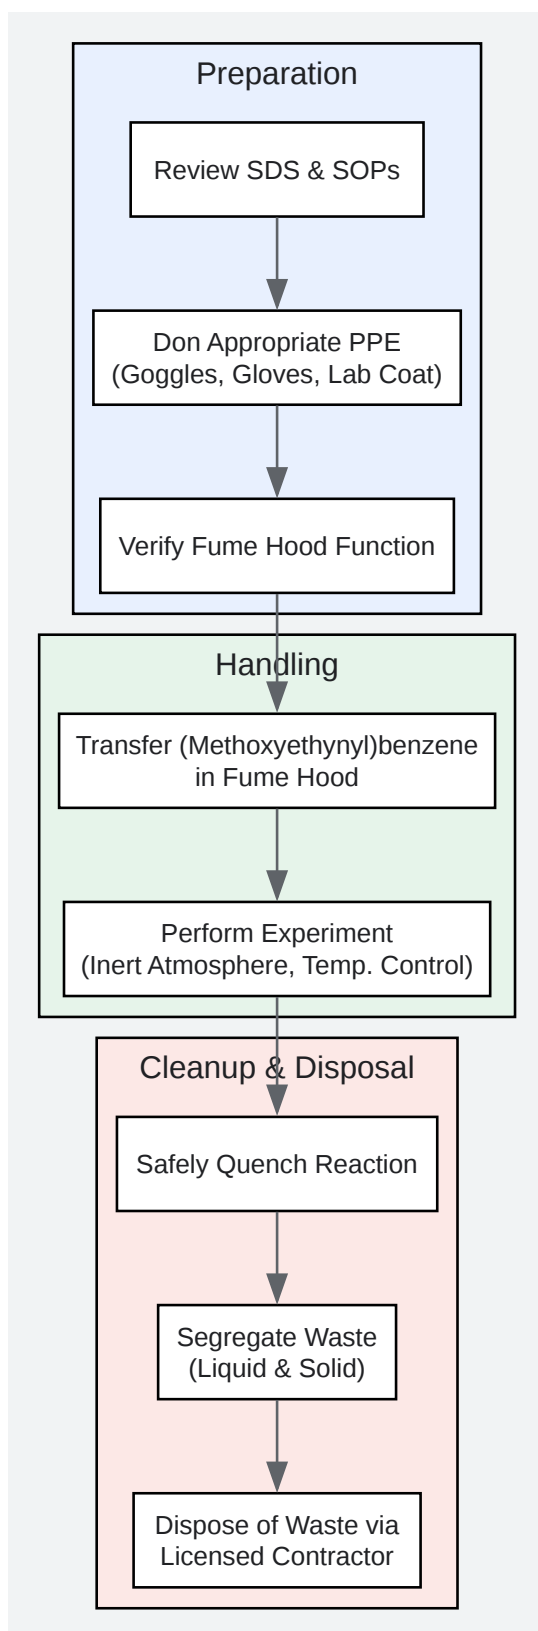 Preparation
Review SDS & SOPs
Don Appropriate PPE
(Goggles, Gloves, Lab Coat)
Verify Fume Hood Function
Handling
Transfer (Methoxyethynyl)benzene
in Fume Hood
Perform Experiment
(Inert Atmosphere, Temp. Control)
Cleanup & Disposal
Safely Quench Reaction
Segregate Waste
(Liquid & Solid)
Dispose of Waste via
Licensed Contractor